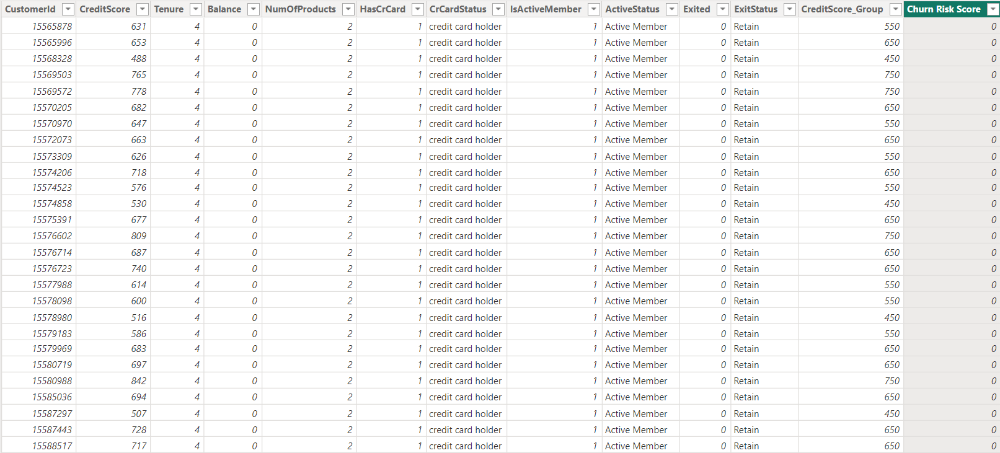 CustomerId CreditScore Tenure Balance NumOfProducts HasCrCard CrCardStatus IsActiveMember ActiveStatus Exited ExitStatus CreditScore_Group Churn Risk Score
15565878 631 4 0 2 1 credit card holder 1 Active Member 0 Retain 550 0
15565996 653 4 0 2 1 credit card holder 1 Active Member 0 Retain 650 0
15568328 488 4 0 2 1 credit card holder 1 Active Member 0 Retain 450 0
15569503 765 4 0 2 1 credit card holder 1 Active Member 0 Retain 750 0
15569572 778 4 0 2 1 credit card holder 1 Active Member 0 Retain 750 0
15570205 682 4 0 2 1 credit card holder 1 Active Member 0 Retain 650 0
15570970 647 4 0 2 1 credit card holder 1 Active Member 0 Retain 550 0
15572073 663 4 0 2 1 credit card holder 1 Active Member 0 Retain 650 0
15573309 626 4 0 2 1 credit card holder 1 Active Member 0 Retain 550 0
15574206 718 4 0 2 1 credit card holder 1 Active Member 0 Retain 650 0
15574523 576 4 0 2 1 credit card holder 1 Active Member 0 Retain 550 0
15574858 530 4 0 2 1 credit card holder 1 Active Member 0 Retain 450 0
15575391 677 4 0 2 1 credit card holder 1 Active Member 0 Retain 650 0
15576602 809 4 0 2 1 credit card holder 1 Active Member 0 Retain 750 0
15576714 687 4 0 2 1 credit card holder 1 Active Member 0 Retain 650 0
15576723 740 4 0 2 1 credit card holder 1 Active Member 0 Retain 650 0
15577988 614 4 0 2 1 credit card holder 1 Active Member 0 Retain 550 0
15578098 600 4 0 2 1 credit card holder 1 Active Member 0 Retain 550 0
15578980 516 4 0 2 1 credit card holder 1 Active Member 0 Retain 450 0
15579183 586 4 0 2 1 credit card holder 1 Active Member 0 Retain 550 0
15579969 683 4 0 2 1 credit card holder 1 Active Member 0 Retain 650 0
15580719 697 4 0 2 1 credit card holder 1 Active Member 0 Retain 650 0
15580988 842 4 0 2 1 credit card holder 1 Active Member 0 Retain 750 0
15585036 694 4 0 2 1 credit card holder 1 Active Member 0 Retain 650 0
15587297 507 4 0 2 1 credit card holder 1 Active Member 0 Retain 450 0
15587443 728 4 0 2 1 credit card holder 1 Active Member 0 Retain 650 0
15588517 717 4 0 2 1 credit card holder 1 Active Member 0 Retain 650 0